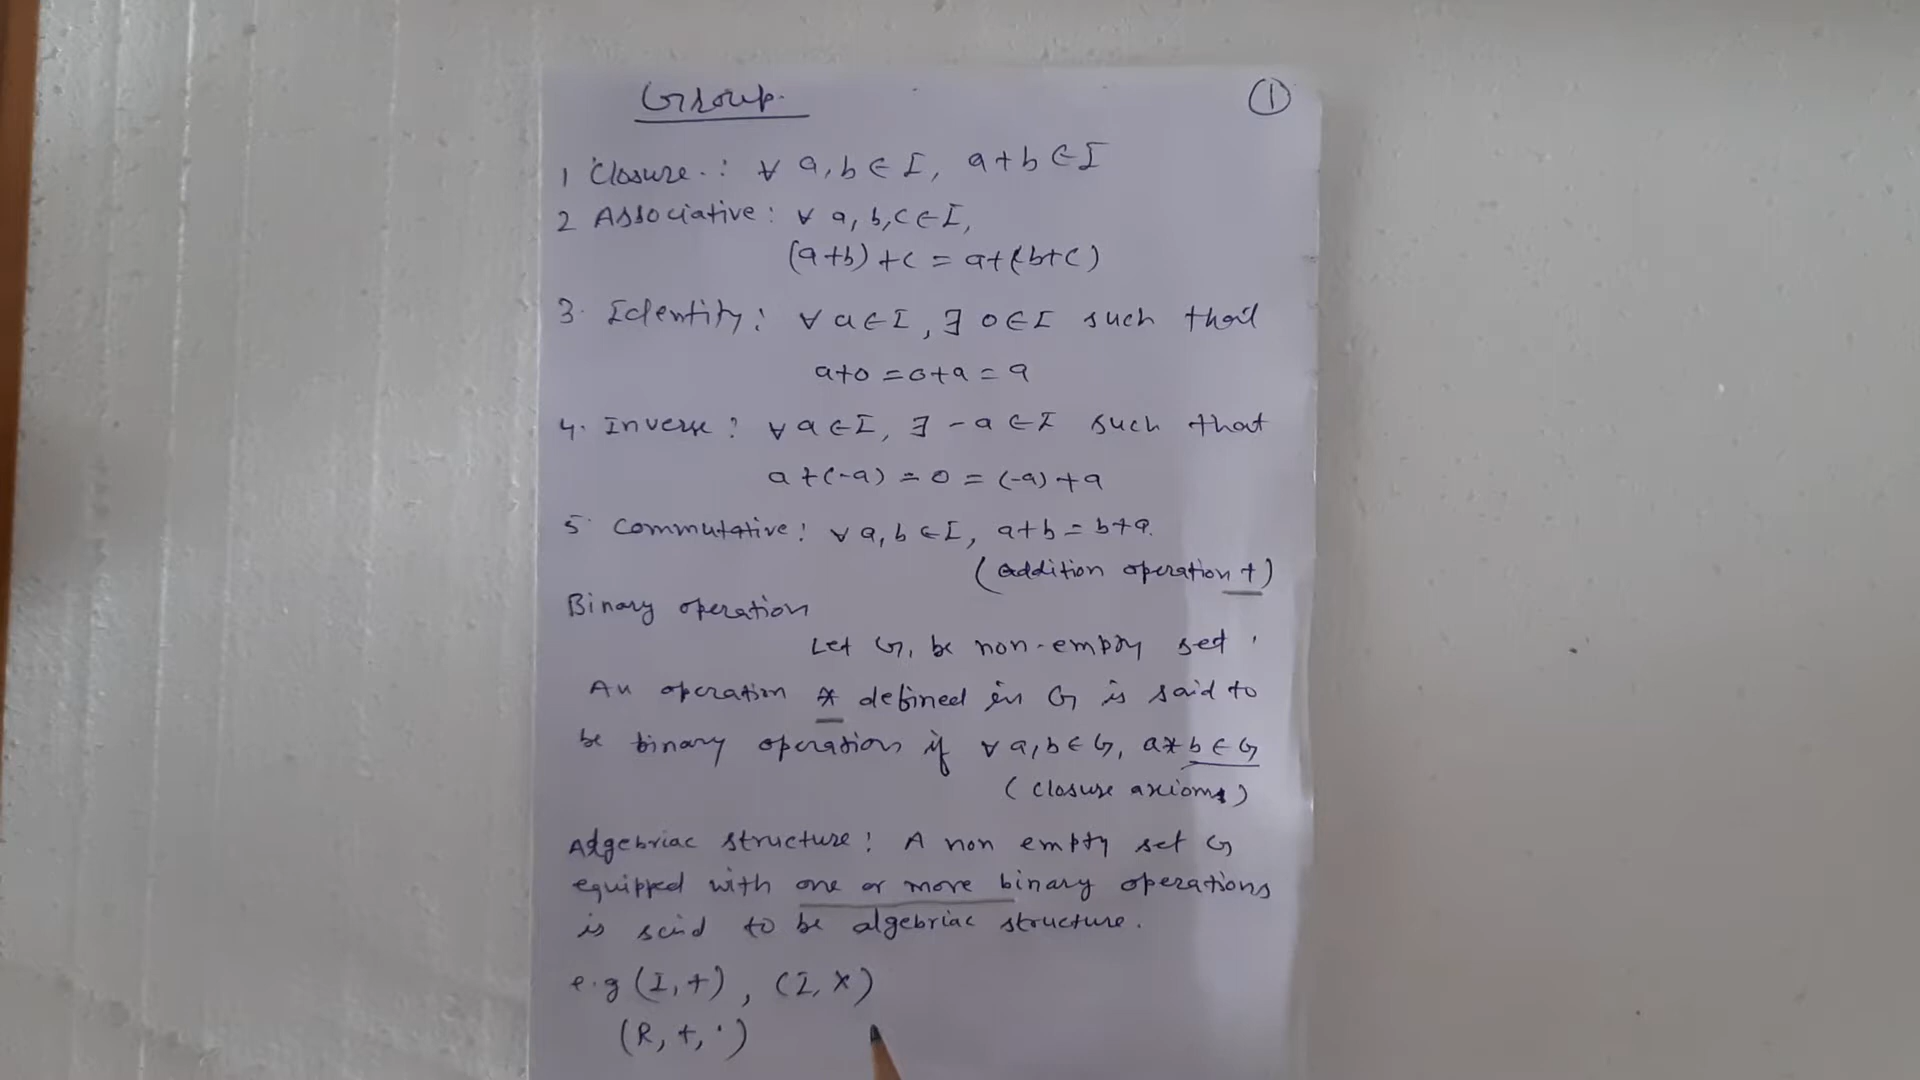 Group.
①
1 Closure.: ∀ a,b ∈ I, a+b ∈ I
2 Associative: ∀ a, b,c ∈ I,
(a+b)+c = a+(b+c)
3. Identity: ∀ a ∈ I, ∃ 0 ∈ I such that
a+0 = 0+a = a
4. Inverse: ∀ a ∈ I, ∃ -a ∈ I such that
a+(-a) = 0 = (-a)+a
5. Commutative: ∀ a, b ∈ I, a+b = b+a.
(addition operation +)
Binary operation
Let G, be non-empty set.
An operation * defined in G is said to
be binary operation if ∀ a,b ∈ G, a*b ∈ G
(closure axioms)
Algebriac structure: A non empty set G
equipped with one or more binary operations
is said to be algebriac structure.
e.g (I,+), (I,×)
(R, +, ·)